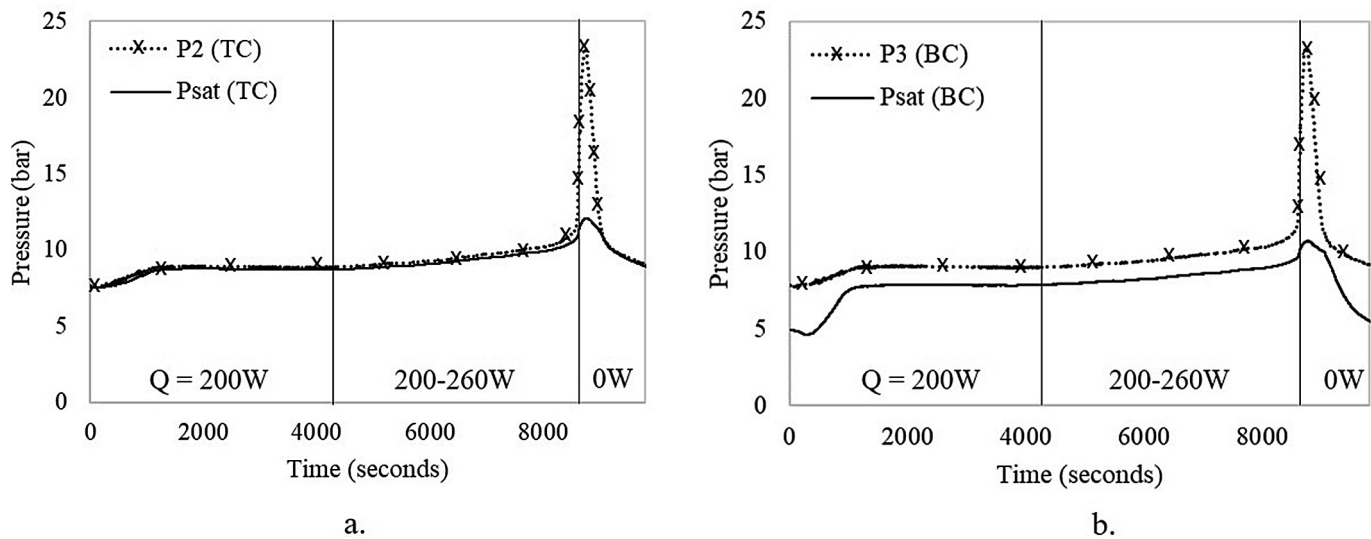 25
20
15
10
5
0
Pressure (bar)
P2 (TC)
Psat (TC)
Q = 200W
200-260W
0W
0
2000
4000
6000
8000
Time (seconds)
a.
25
20
15
10
5
0
Pressure (bar)
P3 (BC)
Psat (BC)
Q = 200W
200-260W
0W
0
2000
4000
6000
8000
Time (seconds)
b.